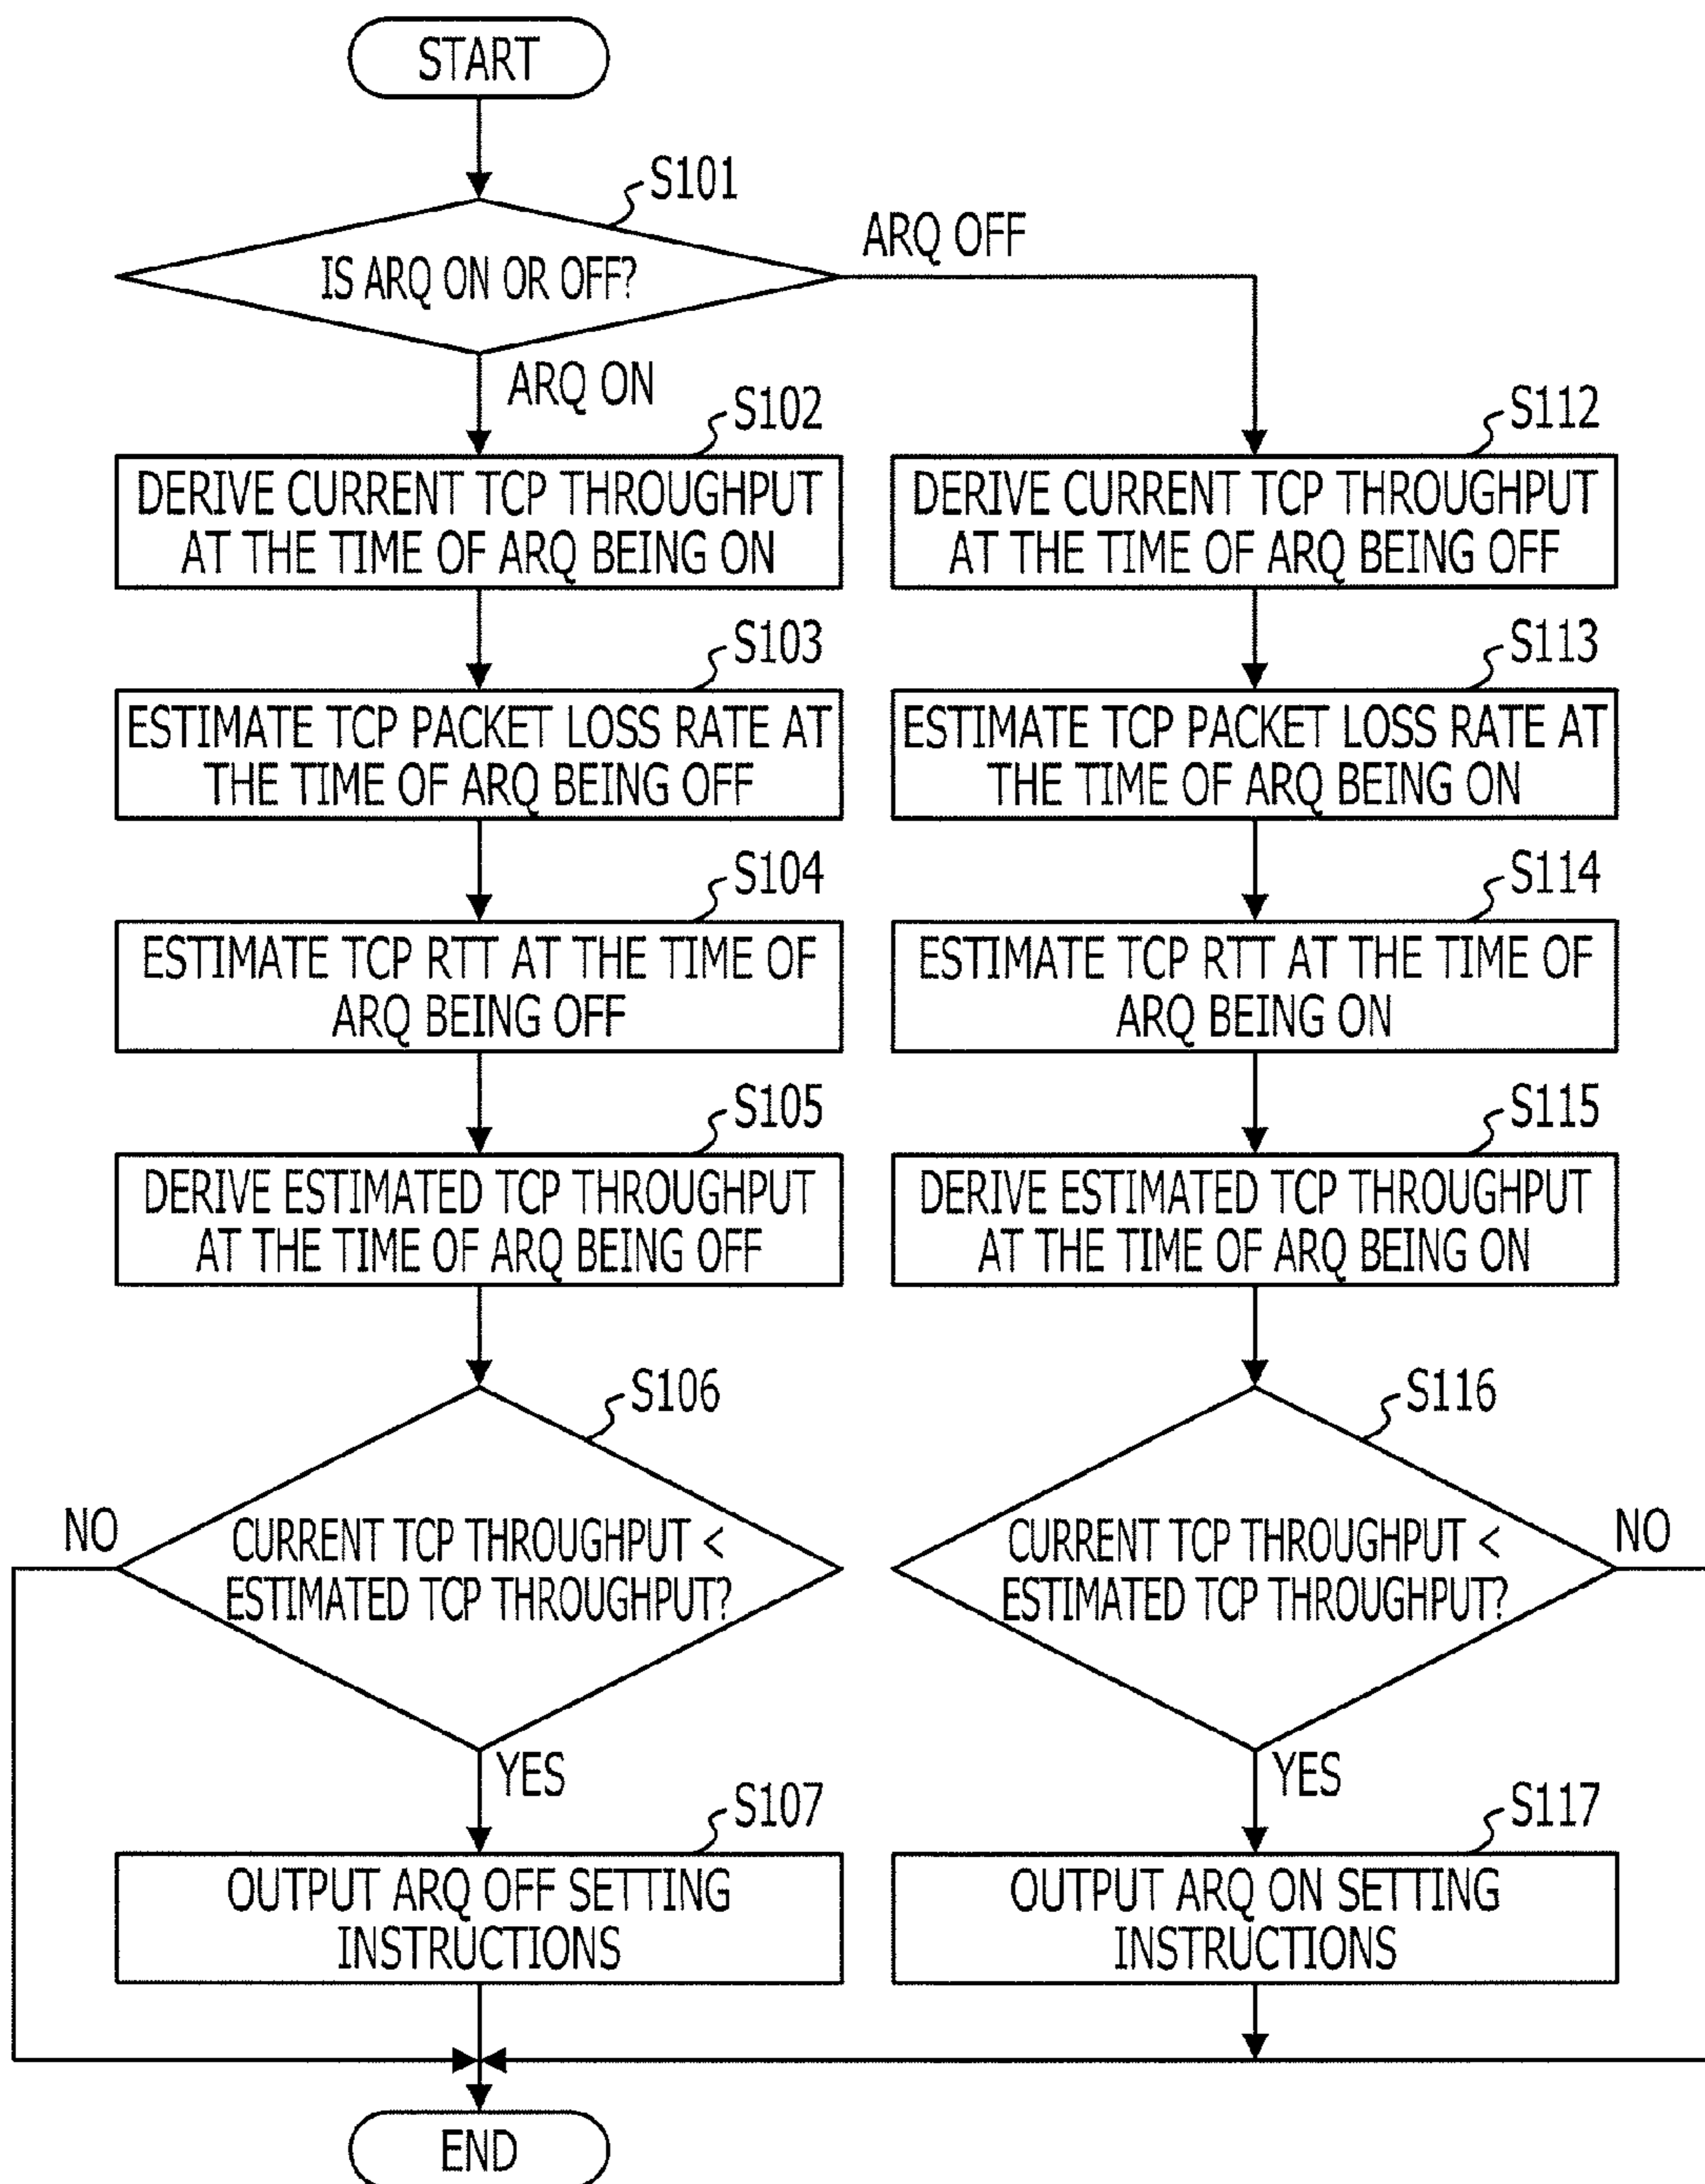 START
S101
IS ARQ ON OR OFF?
ARQ OFF
ARQ ON
S102
DERIVE CURRENT TCP THROUGHPUT
AT THE TIME OF ARQ BEING ON
S103
ESTIMATE TCP PACKET LOSS RATE AT
THE TIME OF ARQ BEING OFF
S104
ESTIMATE TCP RTT AT THE TIME OF
ARQ BEING OFF
S105
DERIVE ESTIMATED TCP THROUGHPUT
AT THE TIME OF ARQ BEING OFF
S106
CURRENT TCP THROUGHPUT <
ESTIMATED TCP THROUGHPUT?
NO
YES
S107
OUTPUT ARQ OFF SETTING
INSTRUCTIONS
S112
DERIVE CURRENT TCP THROUGHPUT
AT THE TIME OF ARQ BEING OFF
S113
ESTIMATE TCP PACKET LOSS RATE AT
THE TIME OF ARQ BEING ON
S114
ESTIMATE TCP RTT AT THE TIME OF
ARQ BEING ON
S115
DERIVE ESTIMATED TCP THROUGHPUT
AT THE TIME OF ARQ BEING ON
S116
CURRENT TCP THROUGHPUT <
ESTIMATED TCP THROUGHPUT?
NO
YES
S117
OUTPUT ARQ ON SETTING
INSTRUCTIONS
END